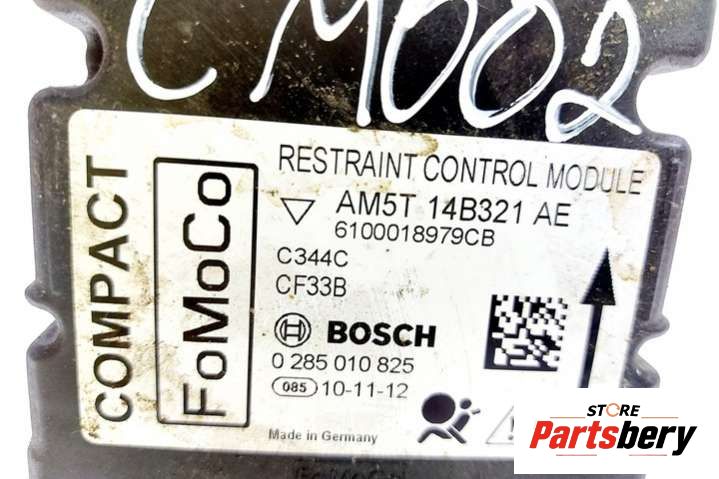 CM002
RESTRAINT CONTROL MODULE
AM5T 14B321 AE
6100018979CB
C344C
CF33B
BOSCH
0 285 010 825
085 10-11-12
Made in Germany
COMPACT
FoMoCo
STORE
Partsbery